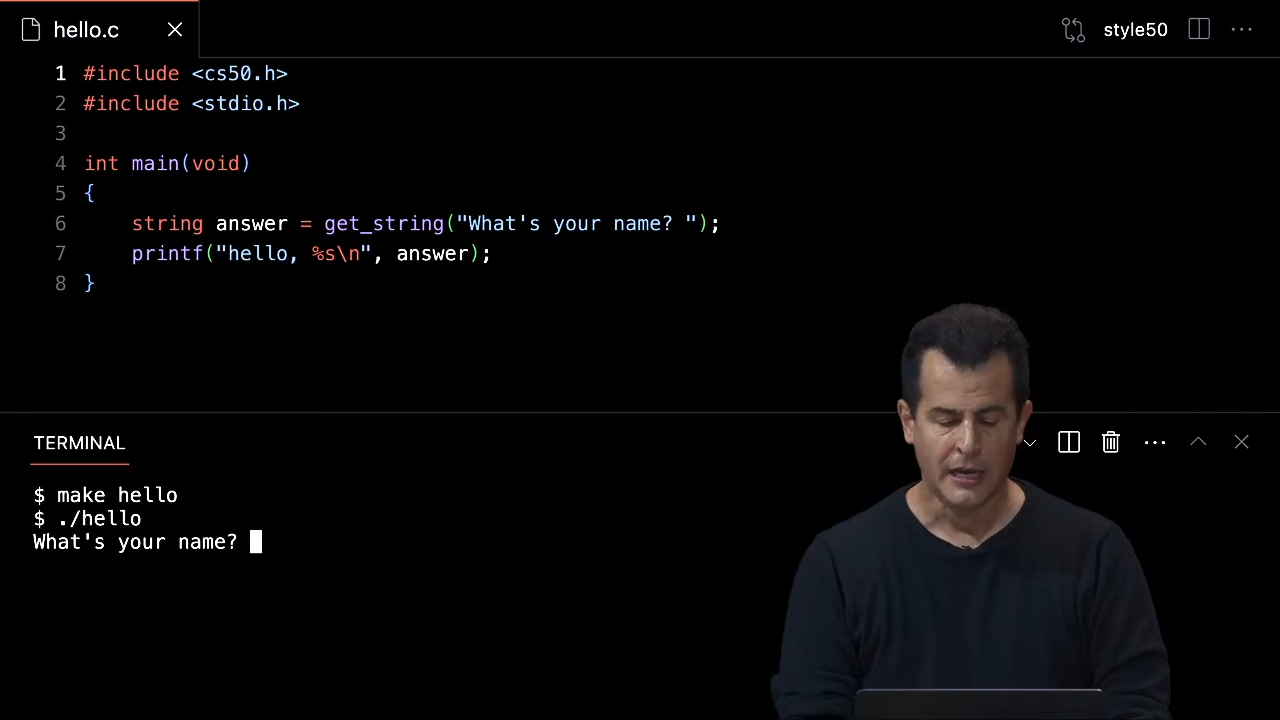 hello.c
style50
1 #include <cs50.h>
2 #include <stdio.h>
3
4 int main(void)
5 {
6     string answer = get_string("What's your name? ");
7     printf("hello, %s\n", answer);
8 }
TERMINAL
$ make hello
$ ./hello
What's your name?